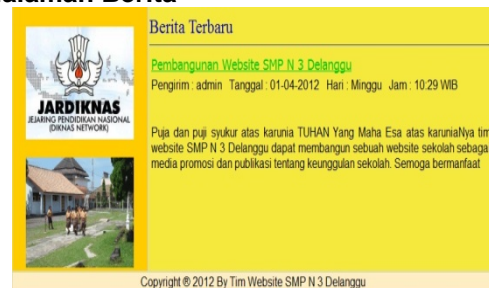 Halaman Berita
Berita Terbaru
Pembangunan Website SMP N 3 Delanggu
Pengirim : admin Tanggal : 01-04-2012 Hari : Minggu Jam : 10:29 WIB
JARDIKNAS
JEJARING PENDIDIKAN NASIONAL
(DIKNAS NETWORK)
Puja dan puji syukur atas karunia TUHAN Yang Maha Esa atas karuniaNya tim
website SMP N 3 Delanggu dapat membangun sebuah website sekolah sebaga
media promosi dan publikasi tentang keunggulan sekolah. Semoga bermanfaat
Copyright ® 2012 By Tim Website SMP N 3 Delanggu